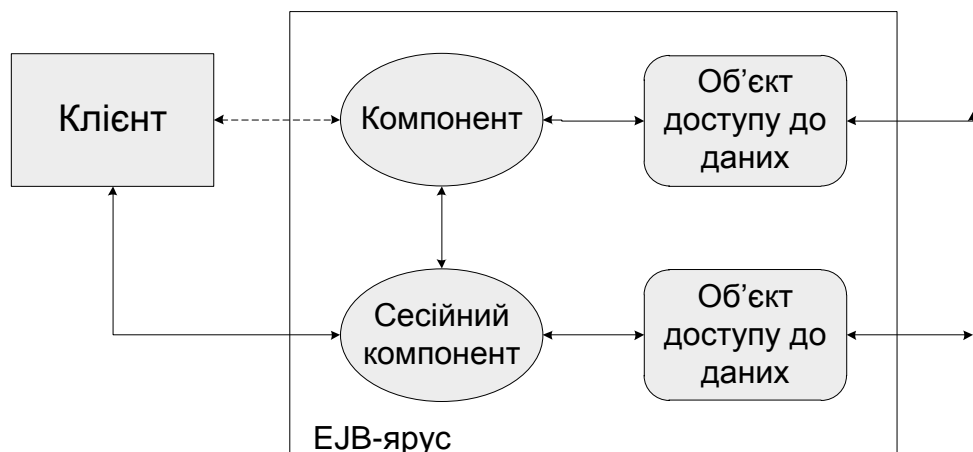 Клієнт
Компонент
Об’єкт
доступу до
даних
Сесійний
компонент
Об’єкт
доступу до
даних
EJB-ярус